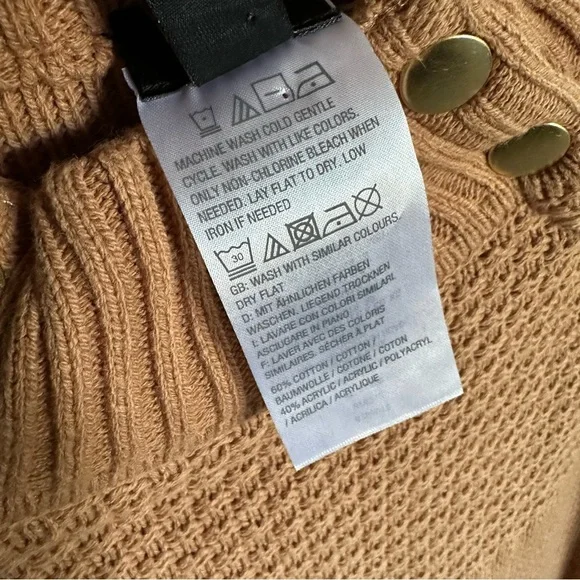 MACHINE WASH COLD GENTLE
CYCLE. WASH WITH LIKE COLORS.
ONLY NON-CHLORINE BLEACH WHEN
NEEDED. LAY FLAT TO DRY. LOW
IRON IF NEEDED
30
GB: WASH WITH SIMILAR COLOURS.
DRY FLAT
D: MIT ÄHNLICHEN FARBEN
WASCHEN. LIEGEND TROCKNEN
I: LAVARE CON COLORI SIMILARI.
ASCIUGARE IN PIANO
F: LAVER AVEC DES COLORIS
SIMILAIRES. SÉCHER À PLAT
60% COTTON / COTTON /
BAUMWOLLE / COTONE / COTON
40% ACRYLIC / ACRYLIC / POLYACRYL
/ ACRILICA / ACRYLIQUE